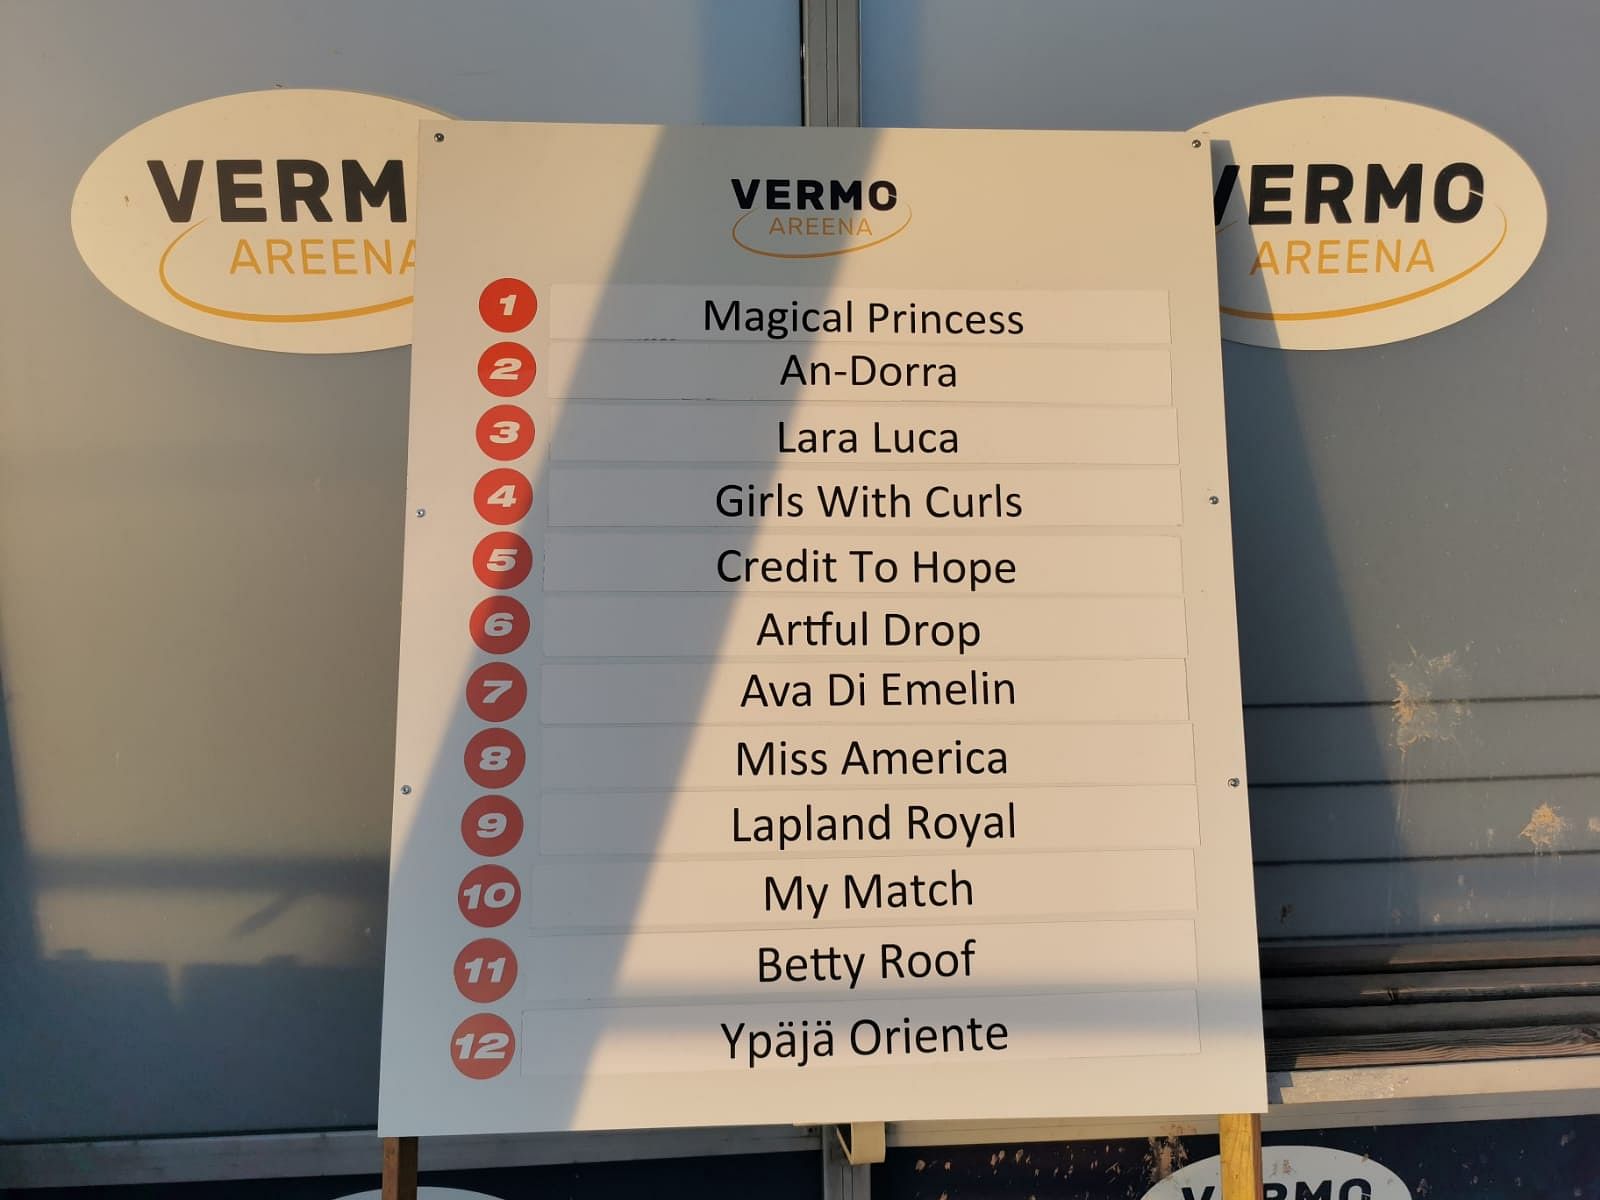 VERM
AREENA
VERMO
AREENA
VERMO
AREENA
1 Magical Princess
2 An-Dorra
3 Lara Luca
4 Girls With Curls
5 Credit To Hope
6 Artful Drop
7 Ava Di Emelin
8 Miss America
9 Lapland Royal
10 My Match
11 Betty Roof
12 Ypäjä Oriente
VERMO